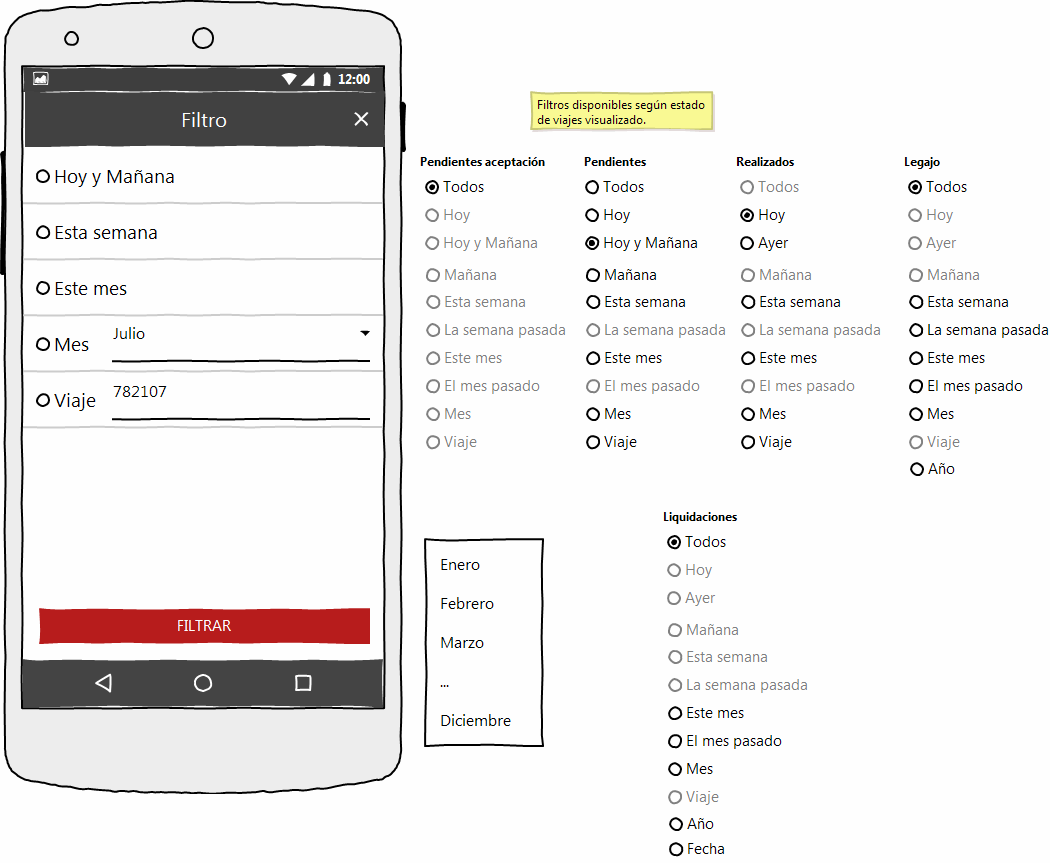 12:00
Filtro
Hoy y Mañana
Esta semana
Este mes
Mes
Julio
Viaje
782107
FILTRAR
Filtros disponibles según estado
de viajes visualizado.
Pendientes aceptación
Todos
Hoy
Hoy y Mañana
Mañana
Esta semana
La semana pasada
Este mes
El mes pasado
Mes
Viaje
Pendientes
Todos
Hoy
Hoy y Mañana
Mañana
Esta semana
La semana pasada
Este mes
El mes pasado
Mes
Viaje
Realizados
Todos
Hoy
Ayer
Mañana
Esta semana
La semana pasada
Este mes
El mes pasado
Mes
Viaje
Legajo
Todos
Hoy
Ayer
Mañana
Esta semana
La semana pasada
Este mes
El mes pasado
Mes
Viaje
Año
Enero
Febrero
Marzo
...
Diciembre
Liquidaciones
Todos
Hoy
Ayer
Mañana
Esta semana
La semana pasada
Este mes
El mes pasado
Mes
Viaje
Año
Fecha